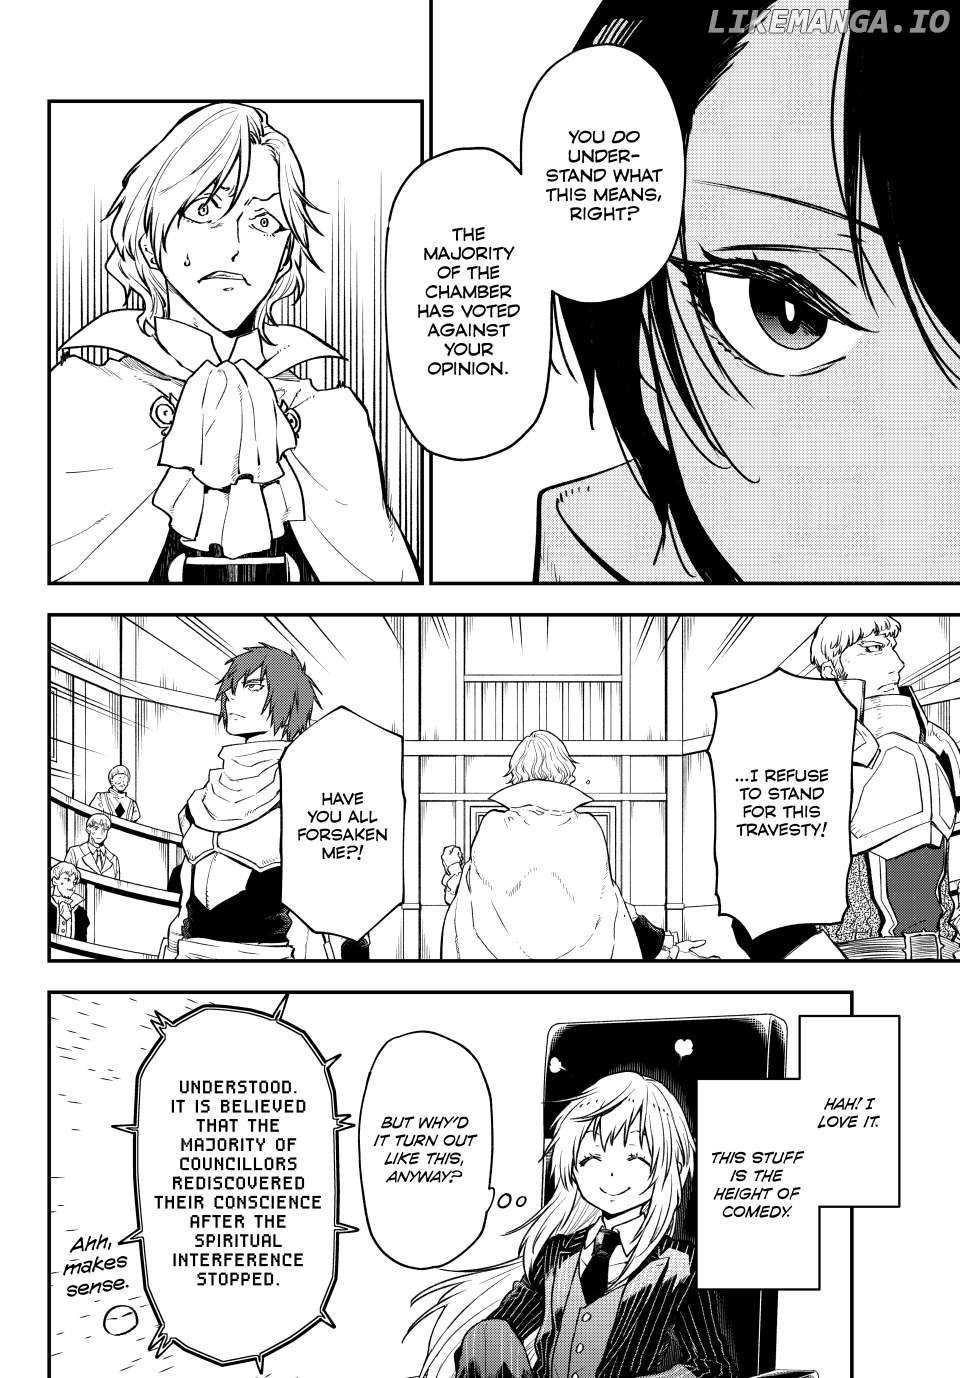 LIKEMANGA.IO
YOU DO
UNDER-
STAND WHAT
THIS MEANS,
RIGHT?
THE
MAJORITY
OF THE
CHAMBER
HAS VOTED
AGAINST
YOUR
OPINION.
...I REFUSE
TO STAND
FOR THIS
TRAVESTY!
HAVE
YOU ALL
FORSAKEN
ME?!
HAH! I
LOVE IT.
THIS STUFF
IS THE
HEIGHT OF
COMEDY.
BUT WHY'D
IT TURN OUT
LIKE THIS,
ANYWAY?
UNDERSTOOD.
IT IS BELIEVED
THAT THE
MAJORITY OF
COUNCILLORS
REDISCOVERED
THEIR CONSCIENCE
AFTER THE
SPIRITUAL
INTERFERENCE
STOPPED.
Ahh,
makes
sense.